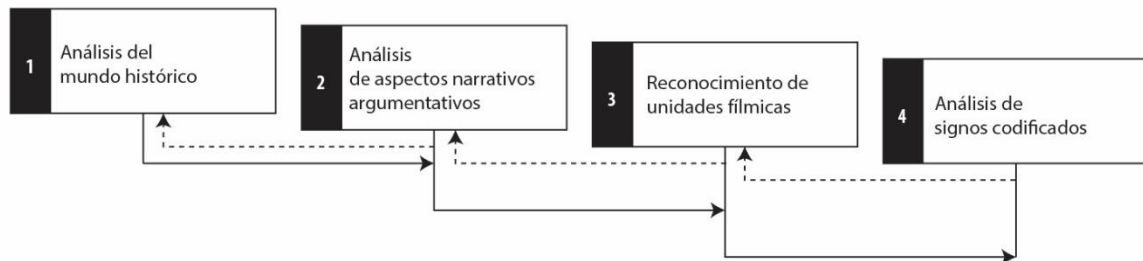 1
Análisis del
mundo histórico
2
Análisis
de aspectos narrativos
argumentativos
3
Reconocimiento de
unidades fílmicas
4
Análisis de
signos codificados